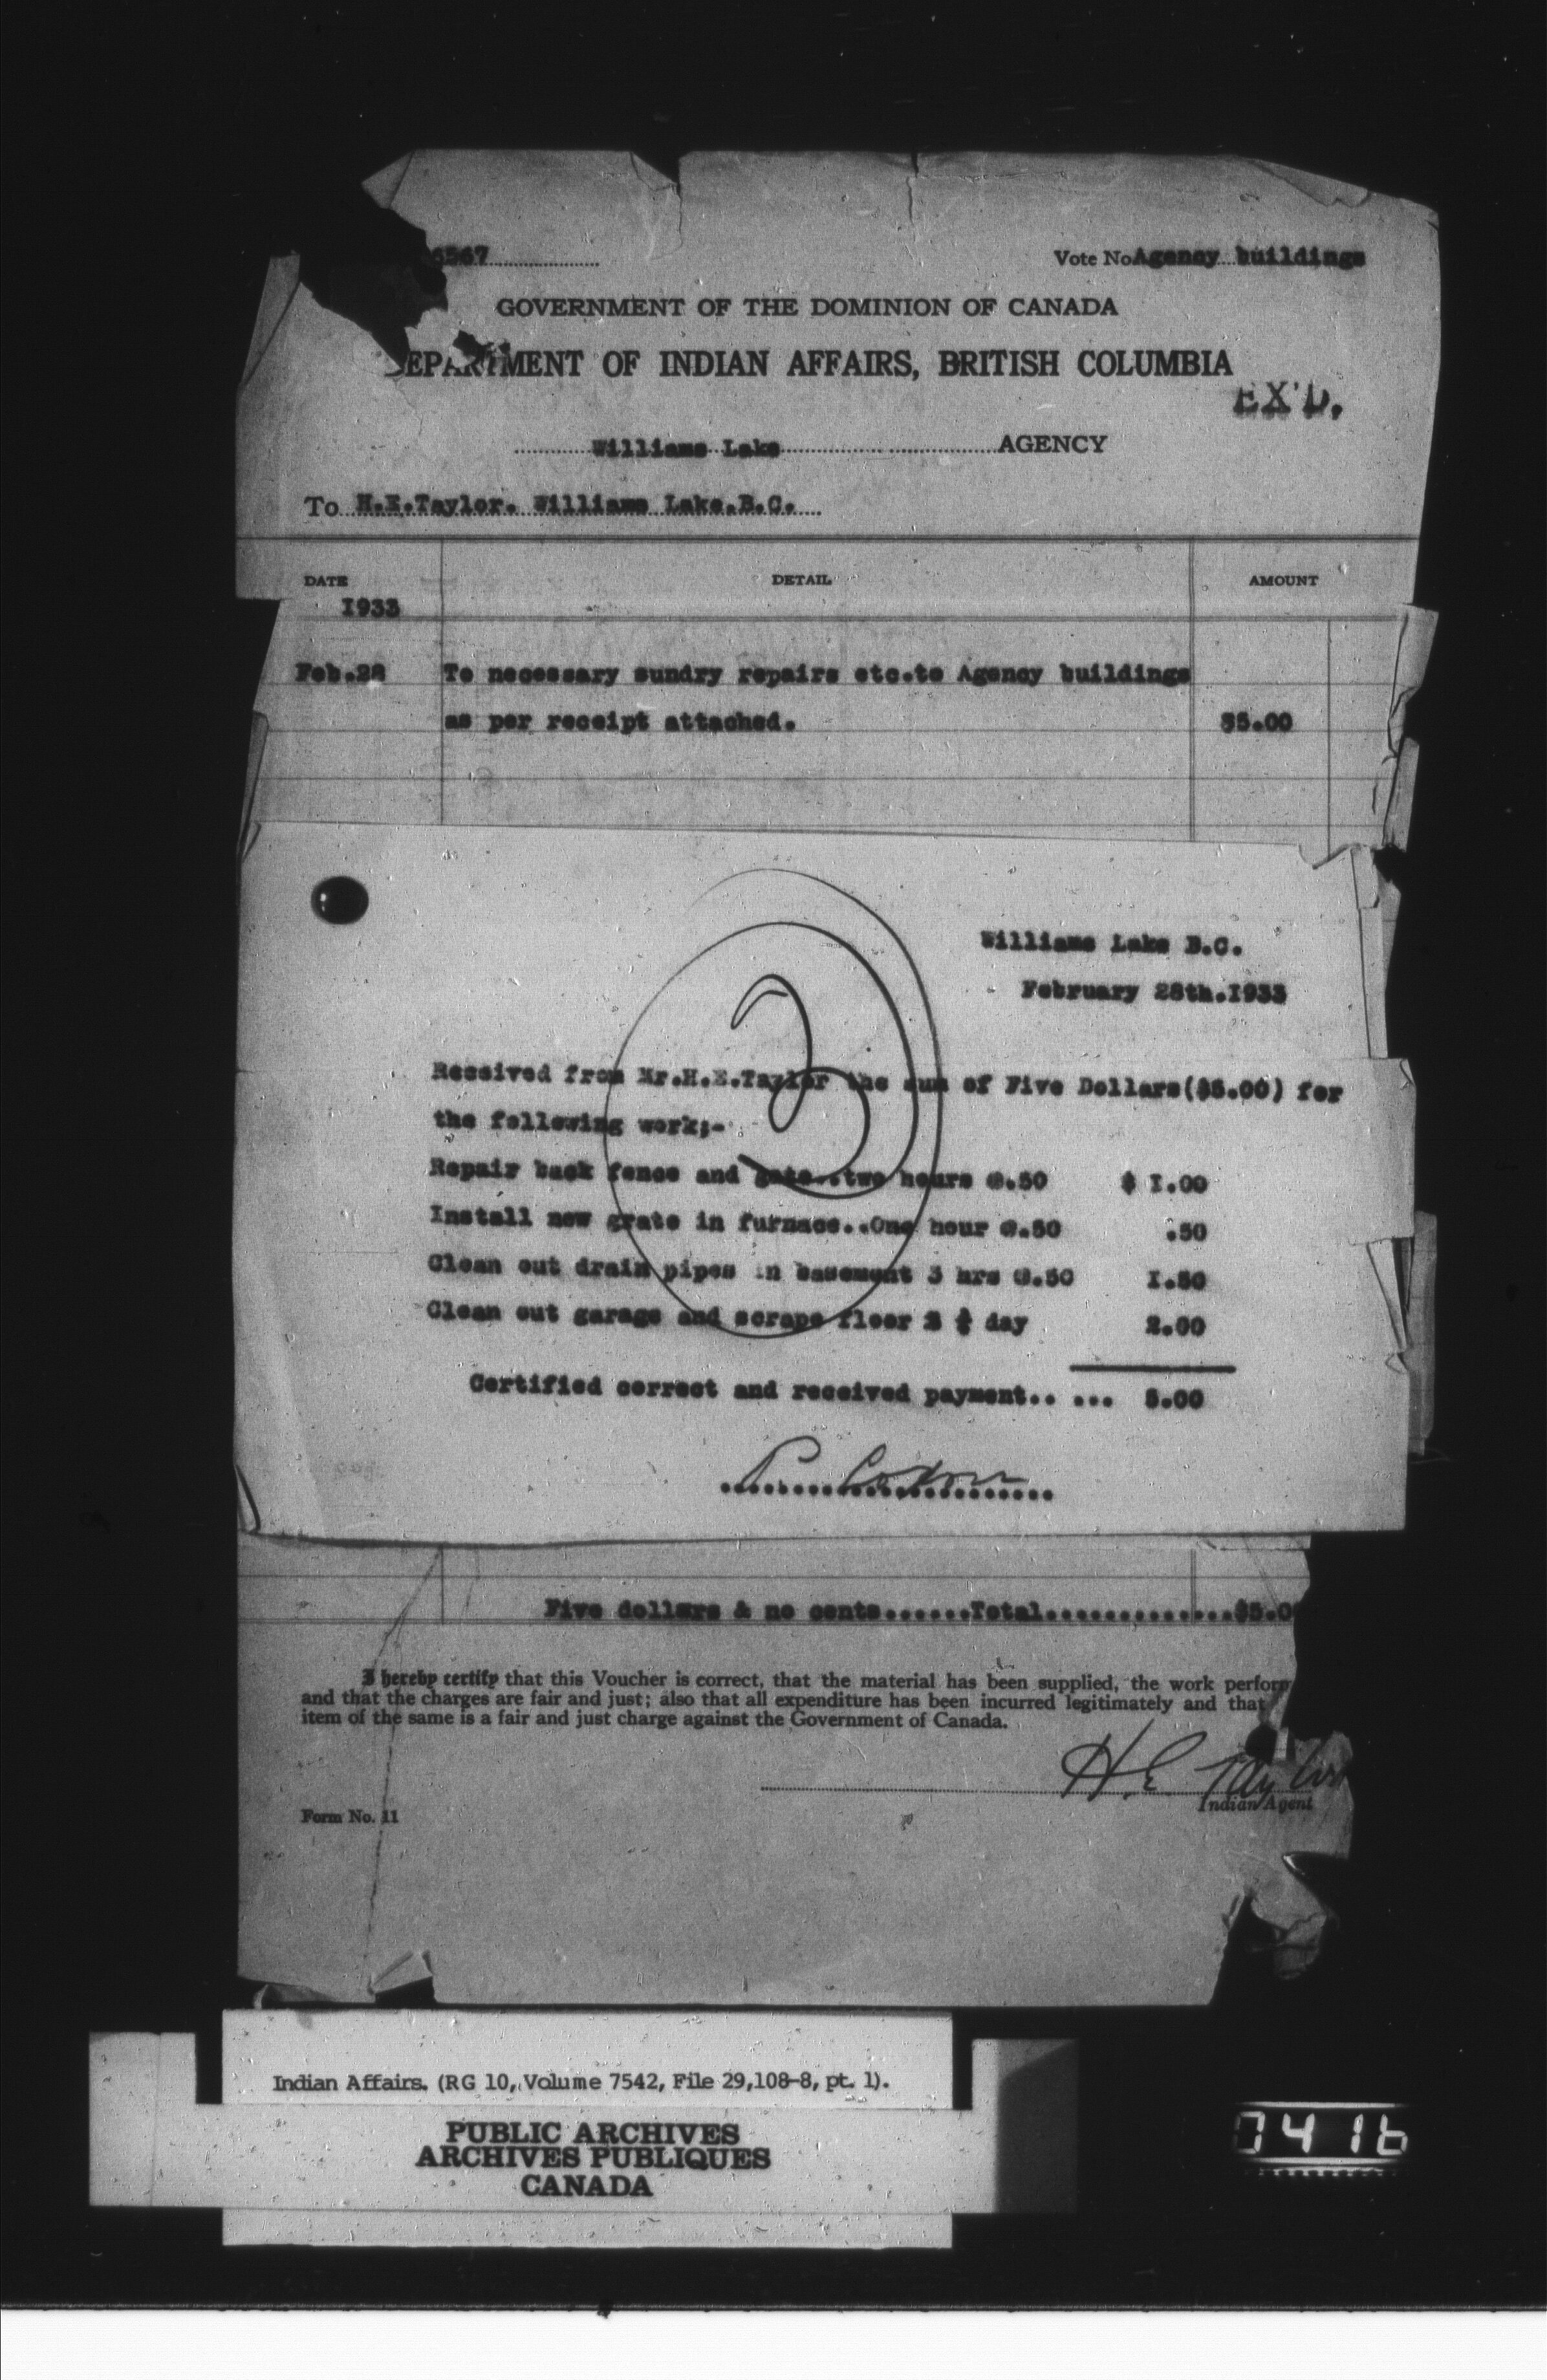 6567
Vote No Agency buildings
GOVERNMENT OF THE DOMINION OF CANADA
DEPARTMENT OF INDIAN AFFAIRS, BRITISH COLUMBIA
EX'D.
Williams Lake AGENCY
To H.E.Taylor. Williams Lake.B.C.
DATE DETAIL AMOUNT
1933
Feb.28 To necessary sundry repairs etc.to Agency buildings
as per receipt attached. $5.00
Williams Lake B.C.
February 28th.1933
Received from Mr.H.E.Taylor the sum of Five Dollars($5.00) for
the following work;-
Repair back fence and gate..two hours @.50 $ 1.00
Install new grate in furnace..One hour @.50 .50
Clean out drain pipes in basement 3 hrs @.50 1.50
Clean out garage and scrape floor ½ day 2.00
Certified correct and received payment.. ... 5.00
Five dollars & no cents......Total..............$5.0
I hereby certify that this Voucher is correct, that the material has been supplied, the work perform
and that the charges are fair and just; also that all expenditure has been incurred legitimately and that
item of the same is a fair and just charge against the Government of Canada.
H. E. Taylor
Indian Agent
Form No. 11
Indian Affairs. (RG 10, Volume 7542, File 29,108-8, pt. 1).
PUBLIC ARCHIVES
ARCHIVES PUBLIQUES
CANADA
0416